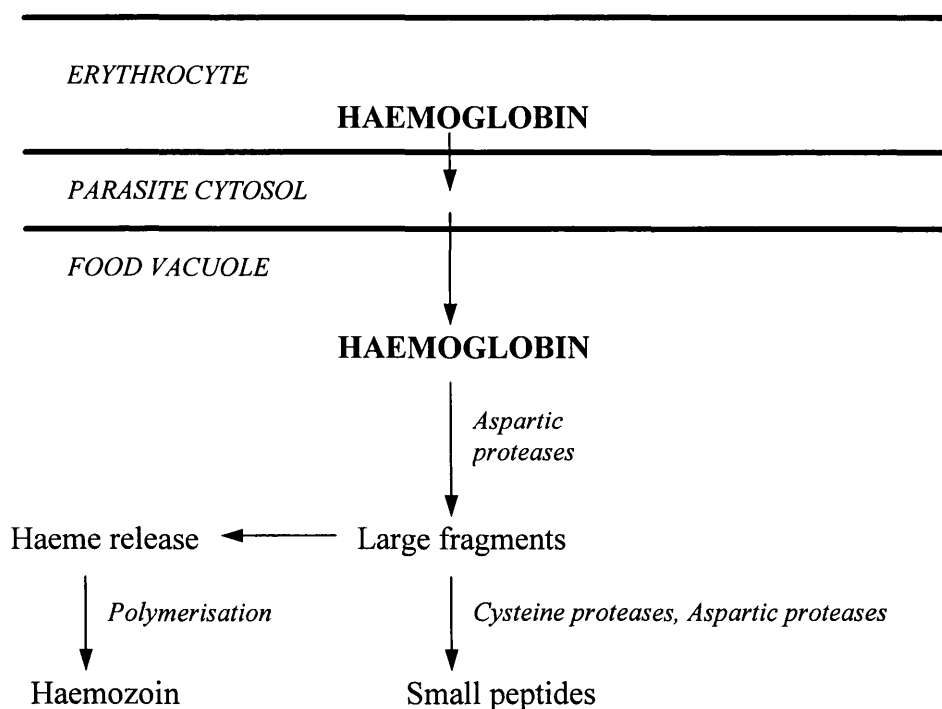 ERYTHROCYTE
HAEMOGLOBIN
PARASITE CYTOSOL
FOOD VACUOLE
HAEMOGLOBIN
Aspartic
proteases
Haeme release
Large fragments
Polymerisation
Cysteine proteases, Aspartic proteases
Haemozoin
Small peptides